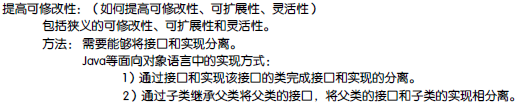 提高可修改性：（如何提高可修改性、可扩展性、灵活性）
包括狭义的可修改性、可扩展性和灵活性。
方法： 需要能够将接口和实现分离。
Java等面向对象语言中的实现方式：
1）通过接口和实现该接口的类完成接口和实现的分离。
2）通过子类继承父类将父类的接口，将父类的接口和子类的实现相分离。